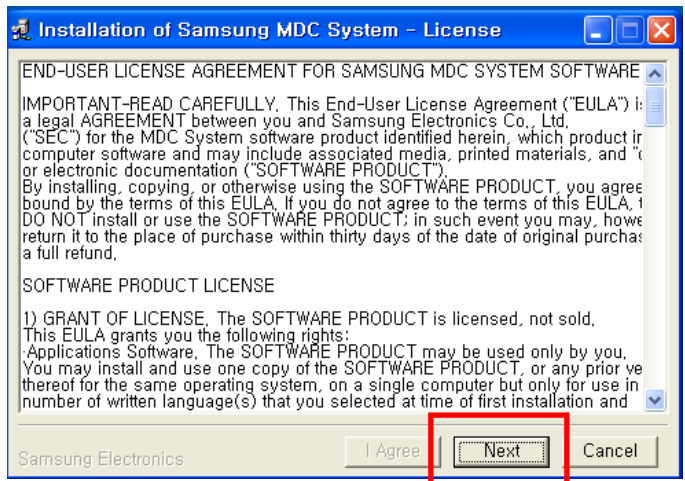 Installation of Samsung MDC System - License
END-USER LICENSE AGREEMENT FOR SAMSUNG MDC SYSTEM SOFTWARE
IMPORTANT-READ CAREFULLY, This End-User License Agreement ("EULA")
a legal AGREEMENT between you and Samsung Electronics Co,, Ltd,
("SEC") for the MDC System software product identified herein, which product
computer software and may include associated media, printed materials, and
or electronic documentation ("SOFTWARE PRODUCT"),
By installing, copying, or otherwise using the SOFTWARE PRODUCT, you agree
bound by the terms of this EULA, If you do not agree to the terms of this EULA,
DO NOT install or use the SOFTWARE PRODUCT; in such event you may,
return it to the place of purchase within thirty days of the date of original
a full refund,
SOFTWARE PRODUCT LICENSE
1) GRANT OF LICENSE, The SOFTWARE PRODUCT is licensed, not sold,
This EULA grants you the following rights:
·Applications Software, The SOFTWARE PRODUCT may be used only by you,
You may install and use one copy of the SOFTWARE PRODUCT, or any prior
thereof for the same operating system, on a single computer but only for use in
number of written language(s) that you selected at time of first installation and
Samsung Electronics
I Agree
Next
Cancel